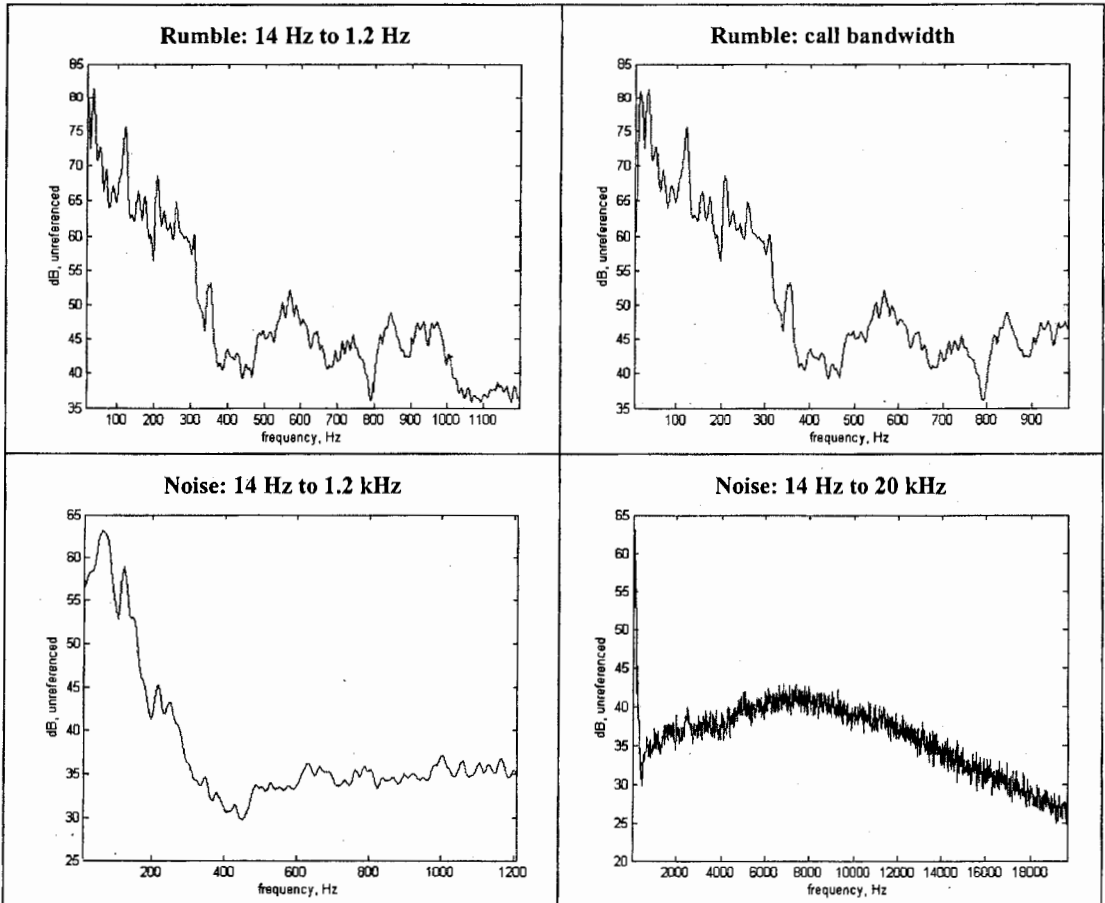 Rumble: 14 Hz to 1.2 Hz
85
80
75
70
65
60
55
50
45
40
35
dB, unreferenced
100 200 300 400 500 600 700 800 900 1000 1100
frequency, Hz
Rumble: call bandwidth
85
80
75
70
65
60
55
50
45
40
35
dB, unreferenced
100 200 300 400 500 600 700 800 900
frequency, Hz
Noise: 14 Hz to 1.2 kHz
65
60
55
50
45
40
35
30
25
dB, unreferenced
200 400 600 800 1000 1200
frequency, Hz
Noise: 14 Hz to 20 kHz
65
60
55
50
45
40
35
30
25
20
dB, unreferenced
2000 4000 6000 8000 10000 12000 14000 16000 18000
frequency, Hz